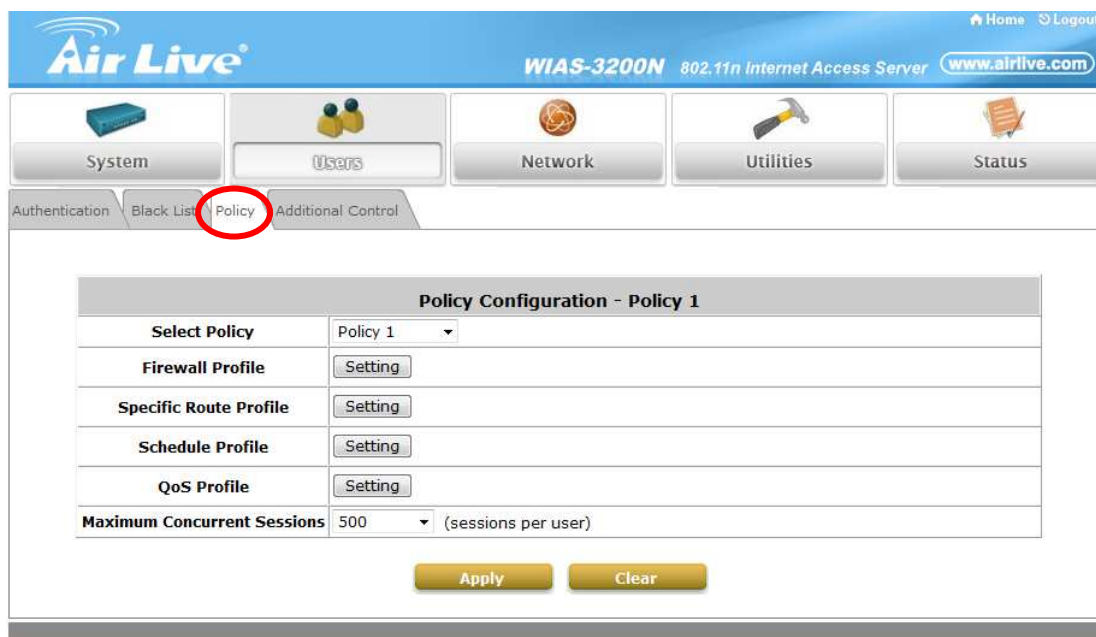 Home Logout
Air Live®
WIAS-3200N 802.11n Internet Access Server www.airlive.com
System Users Network Utilities Status
Authentication Black List Policy Additional Control
Policy Configuration - Policy 1
Select Policy Policy 1
Firewall Profile Setting
Specific Route Profile Setting
Schedule Profile Setting
QoS Profile Setting
Maximum Concurrent Sessions 500 (sessions per user)
Apply Clear